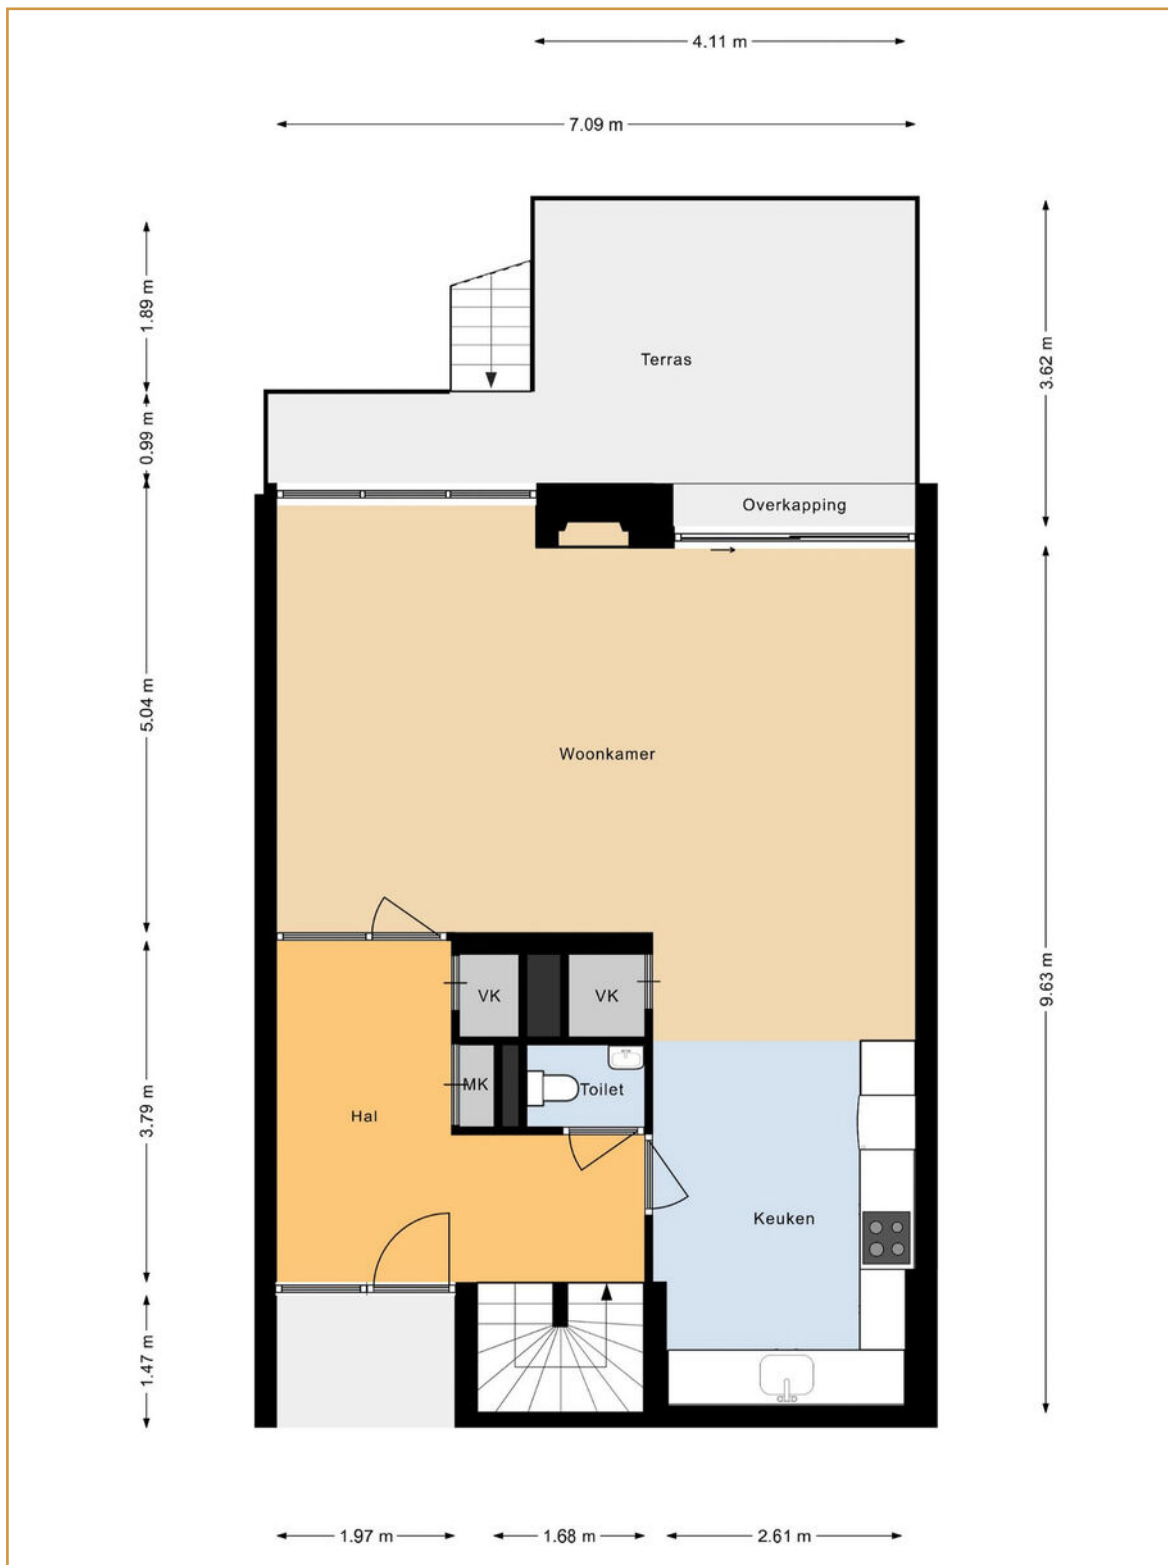 4.11 m
7.09 m
1.89 m
Terras
3.62 m
0.99 m
Overkapping
5.04 m
Woonkamer
9.63 m
VK
VK
MK
Toilet
Hal
3.79 m
Keuken
1.47 m
1.97 m
1.68 m
2.61 m